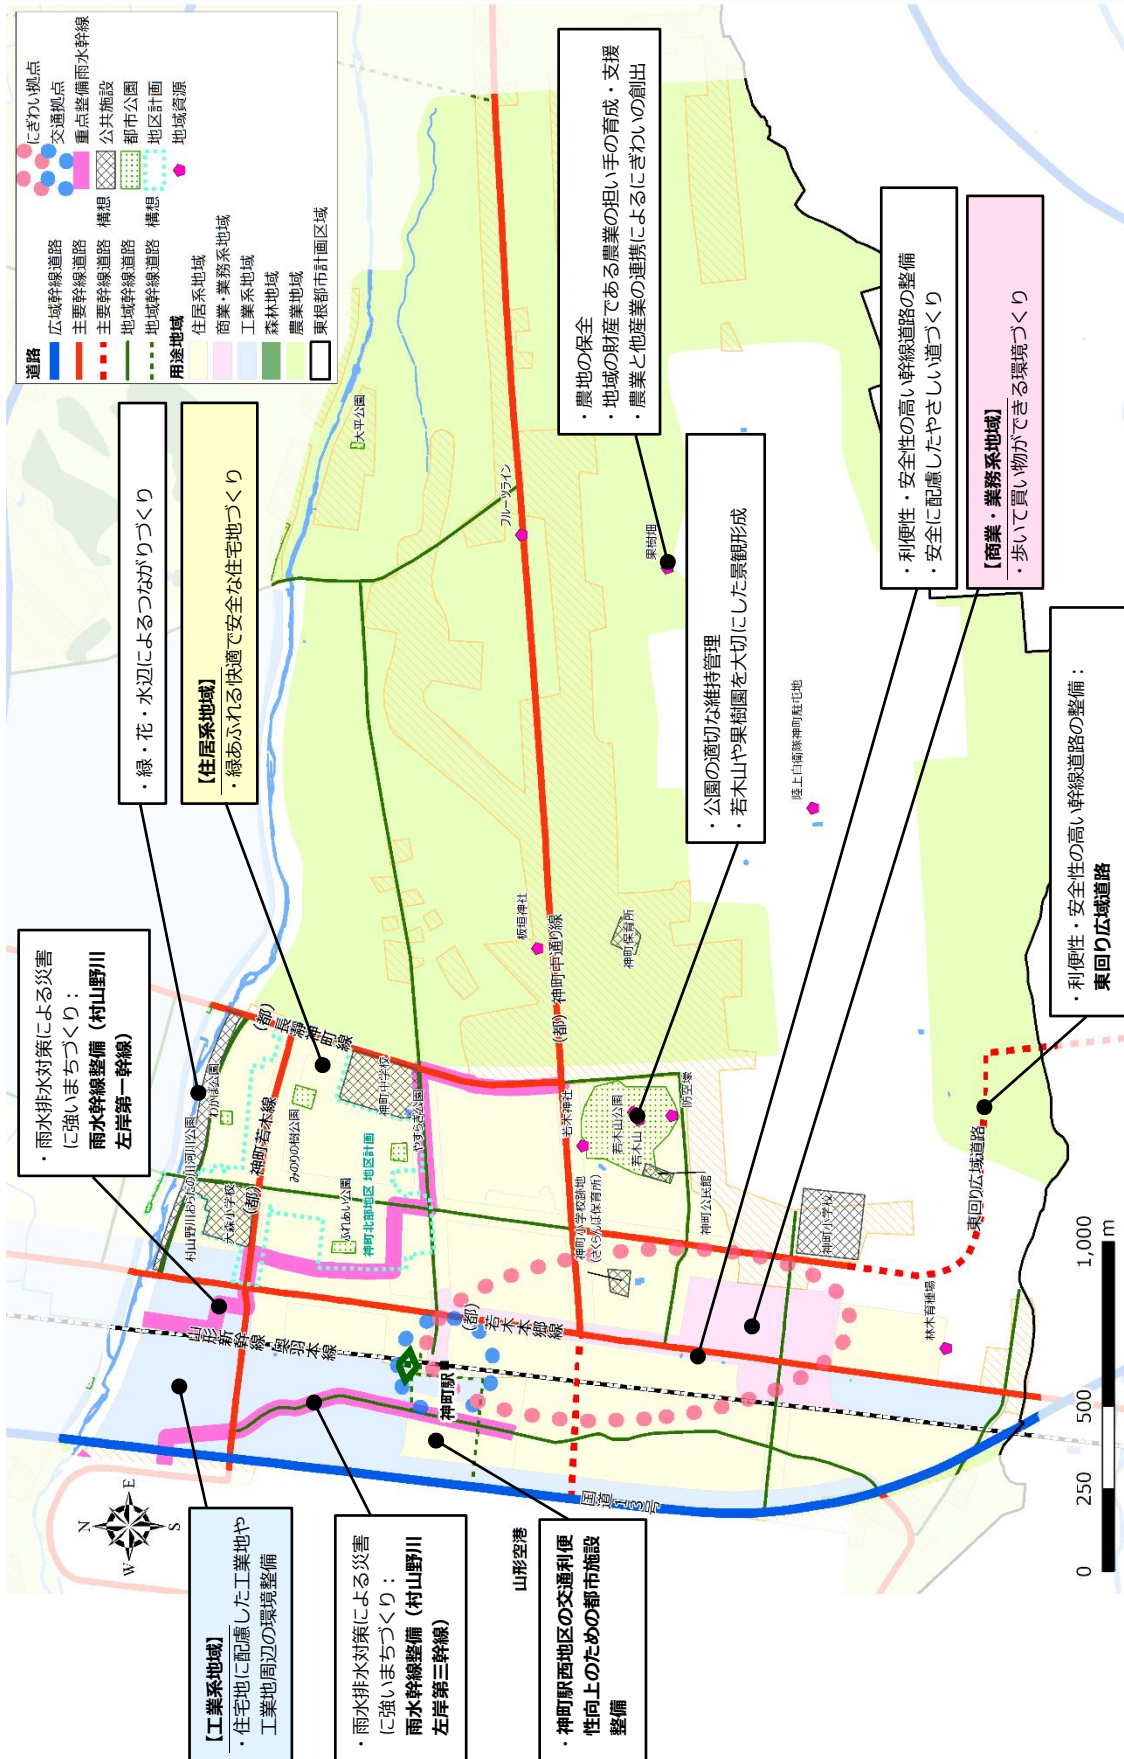 道路
広域幹線道路
主要幹線道路
主要幹線道路 構想
地域幹線道路
地域幹線道路 構想
用途地域
住居系地域
商業・業務系地域
工業系地域
森林地域
農業地域
東根都市計画区域
にぎわい拠点
交通拠点
重点整備雨水幹線
公共施設
都市公園
地区計画
地域資源
・雨水排水対策による災害
に強いまちづくり：
雨水幹線整備（村山野川
左岸第一幹線）
・緑・花・水辺によるつながりづくり
【住居系地域】
・緑あふれる快適で安全な住宅地づくり
・農地の保全
・地域の財産である農業の担い手の育成・支援
・農業と他産業の連携によるにぎわいの創出
・公園の適切な維持管理
・若木山や果樹園を大切にした景観形成
・利便性・安全性の高い幹線道路の整備
・安全に配慮したやさしい道づくり
【商業・業務系地域】
・歩いて買い物ができる環境づくり
・利便性・安全性の高い幹線道路の整備：
東回り広域道路
【工業系地域】
・住宅地に配慮した工業地や
工業地周辺の環境整備
・雨水排水対策による災害
に強いまちづくり：
雨水幹線整備（村山野川
左岸第三幹線）
・神町駅西地区の交通利便
性向上のための都市施設
整備
山形空港
大平公園
フルーツライン
果樹畑
陸上自衛隊神町駐屯地
板垣神社
神町保育所
(都) 神町中通り線
(都) 長瀞神町線
わかば公園
村山野川おらだの川河川公園
大森小学校
(都) 神町若木線
みのりの樹公園
神町中学校
やすらぎ公園
ふれあい公園
神町北部地区 地区計画
若木神社
若木山公園
若木山
防空壕
神町公民館
神町小学校跡地
（さくらんぼ保育所）
神町小学校
東回り広域道路
林木育種場
(都) 若木本郷線
山形新幹線 奥羽本線
神町駅
国道13号
N
E
S
W
0
250
500
1,000
m